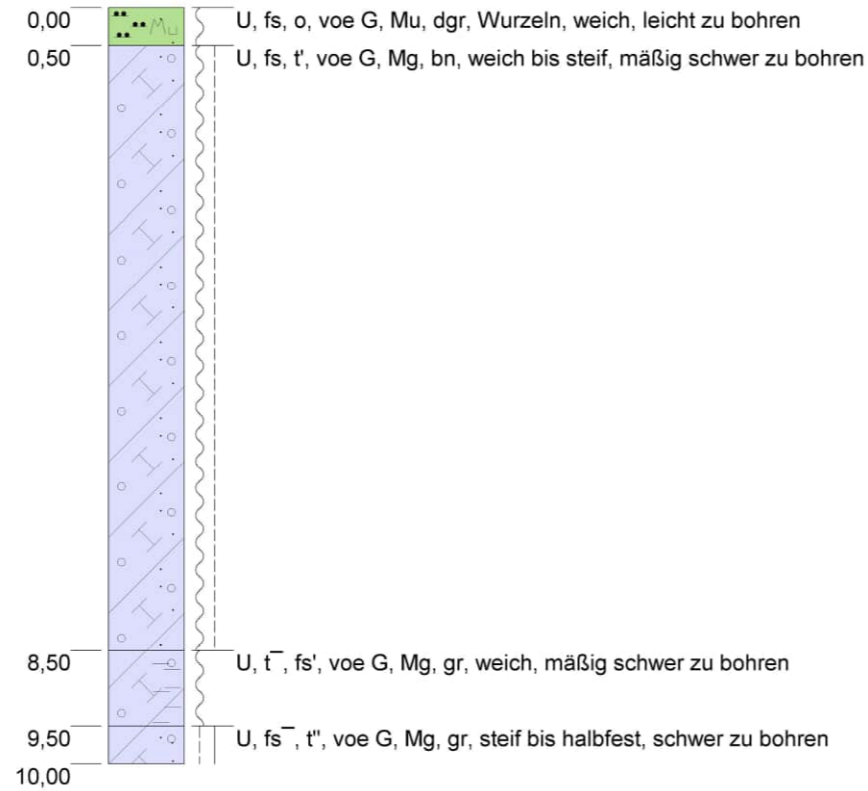 0,00 U, fs, o, voe G, Mu, dgr, Wurzeln, weich, leicht zu bohren
Mu
0,50 U, fs, t', voe G, Mg, bn, weich bis steif, mäßig schwer zu bohren
8,50 U, t‾, fs', voe G, Mg, gr, weich, mäßig schwer zu bohren
9,50 U, fs‾, t", voe G, Mg, gr, steif bis halbfest, schwer zu bohren
10,00